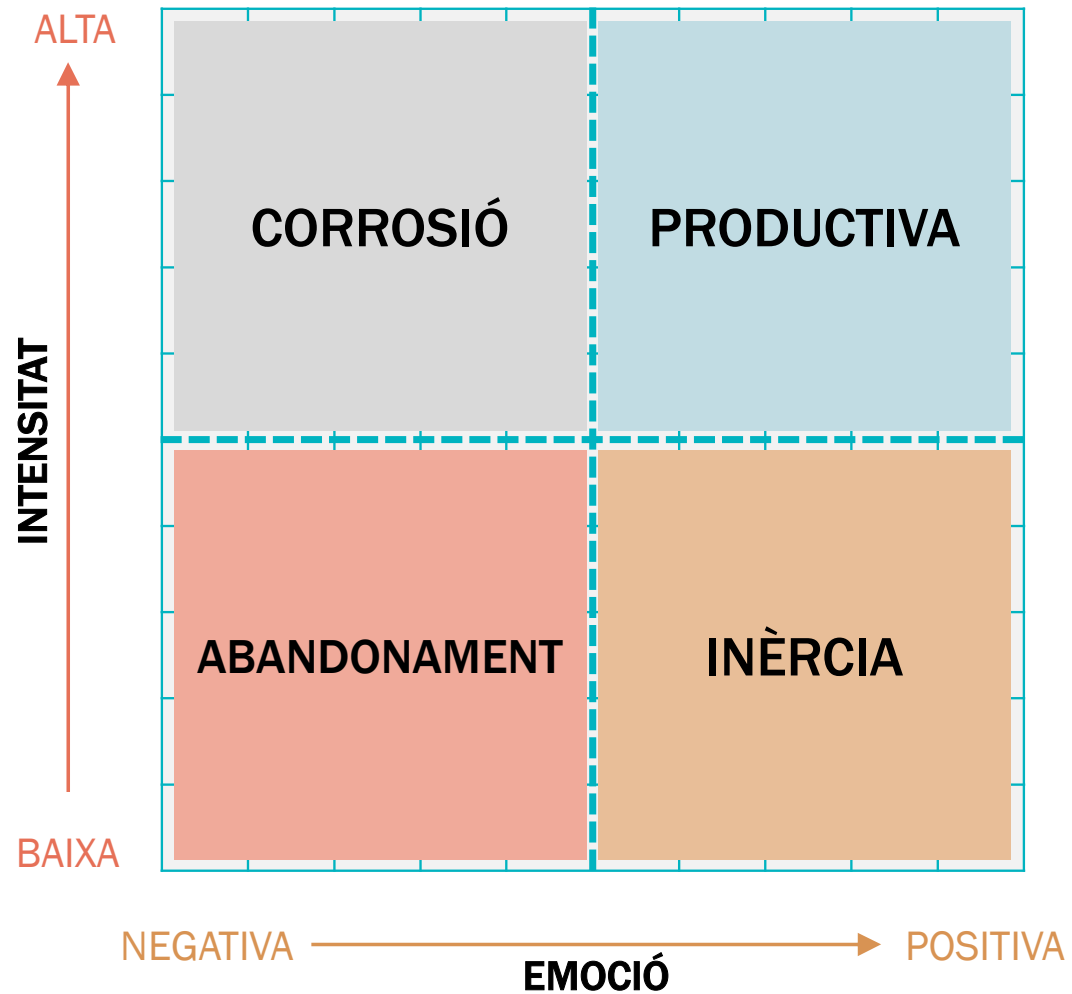 ALTA
CORROSIÓ
PRODUCTIVA
INTENSITAT
ABANDONAMENT
INÈRCIA
BAIXA
NEGATIVA
POSITIVA
EMOCIÓ